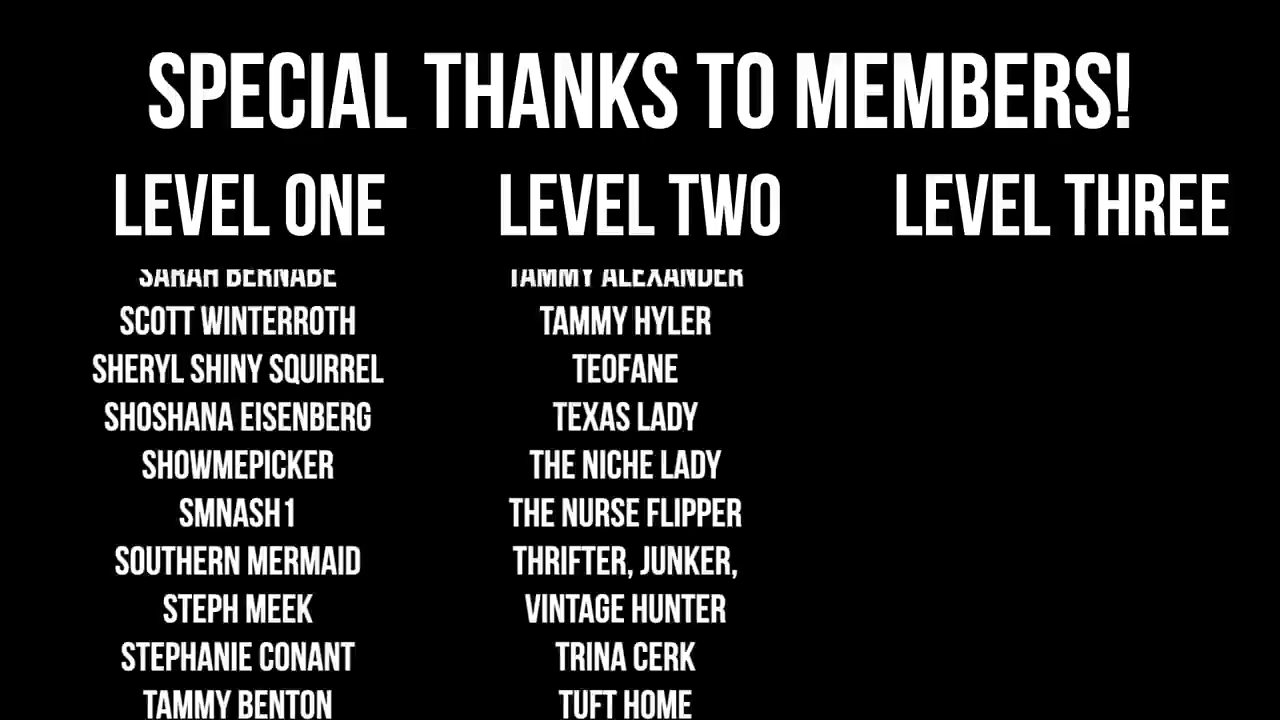 SPECIAL THANKS TO MEMBERS!
LEVEL ONE
SARAH BERNABE
SCOTT WINTERROTH
SHERYL SHINY SQUIRREL
SHOSHANA EISENBERG
SHOWMEPICKER
SMNASH1
SOUTHERN MERMAID
STEPH MEEK
STEPHANIE CONANT
TAMMY BENTON
LEVEL TWO
TAMMY ALEXANDER
TAMMY HYLER
TEOFANE
TEXAS LADY
THE NICHE LADY
THE NURSE FLIPPER
THRIFTER, JUNKER,
VINTAGE HUNTER
TRINA CERK
TUFT HOME
LEVEL THREE